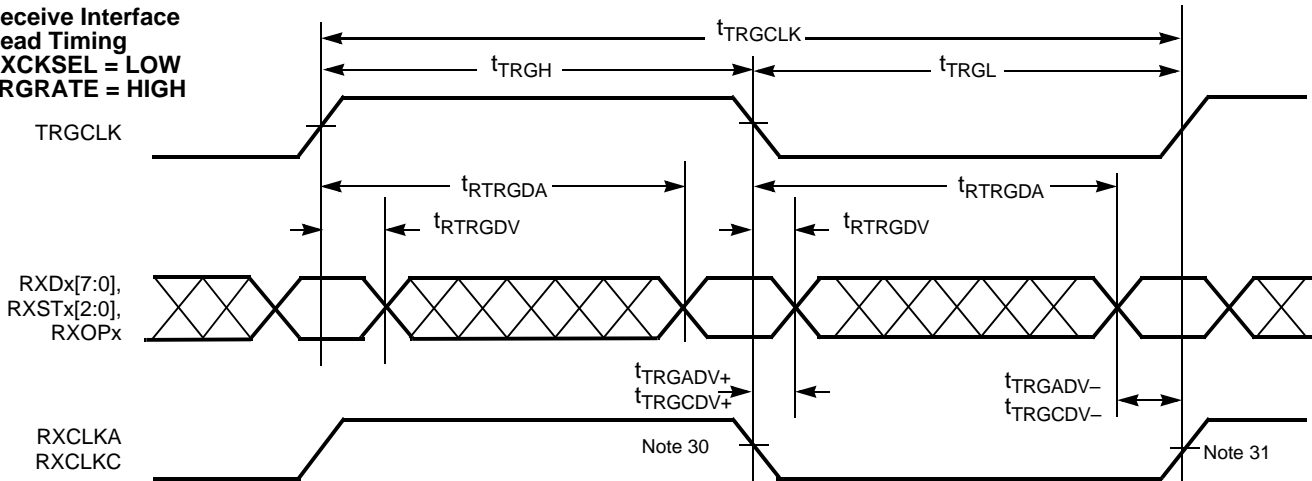 eceive Interface
ead Timing
XCKSEL = LOW
RGRATE = HIGH
tTRGCLK
tTRGH
tTRGL
TRGCLK
tRTRGDA
tRTRGDA
tRTRGDV
tRTRGDV
RXDx[7:0],
RXSTx[2:0],
RXOPx
tTRGADV+
tTRGCDV+
tTRGADV–
tTRGCDV–
RXCLKA
RXCLKC
Note 30
Note 31